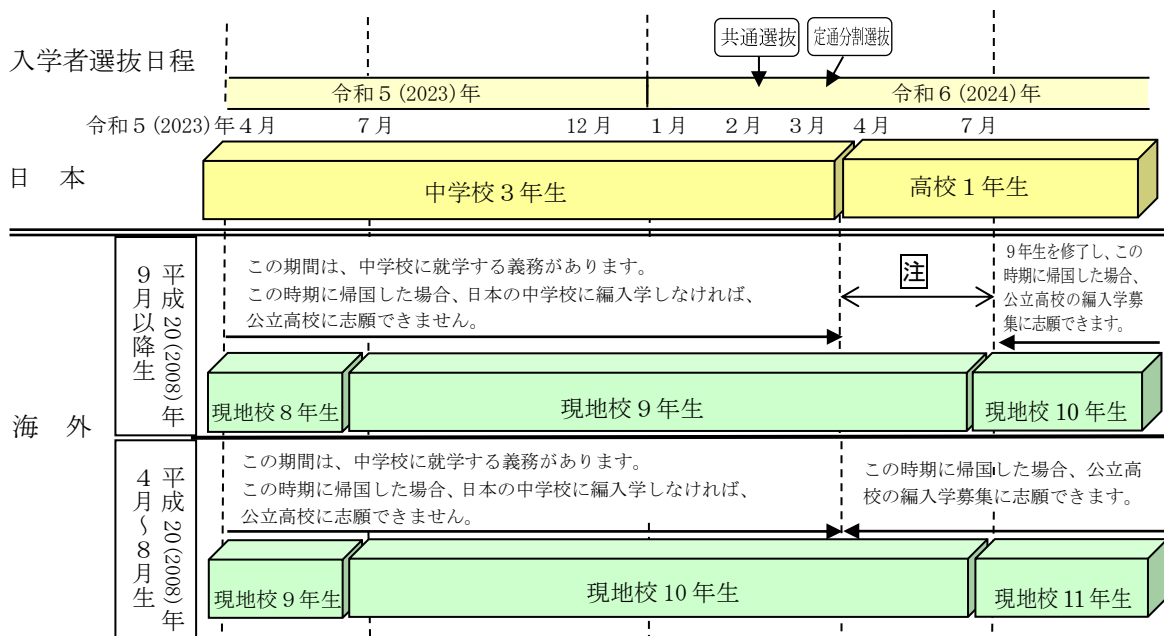 共通選抜
定通分割選抜
入学者選抜日程
令和５(2023)年
令和６(2024)年
令和５(2023)年４月
７月
12月
１月
２月
３月
４月
７月
日　本
中学校３年生
高校１年生
海　外
平成20(2008)年
９月以降生
この期間は、中学校に就学する義務があります。
この時期に帰国した場合、日本の中学校に編入学しなければ、
公立高校に志願できません。
注
９年生を修了し、この
時期に帰国した場合、
公立高校の編入学募
集に志願できます。
現地校８年生
現地校９年生
現地校10年生
平成20(2008)年
４月～８月生
この期間は、中学校に就学する義務があります。
この時期に帰国した場合、日本の中学校に編入学しなければ、
公立高校に志願できません。
この時期に帰国した場合、公立高
校の編入学募集に志願できます。
現地校９年生
現地校10年生
現地校11年生